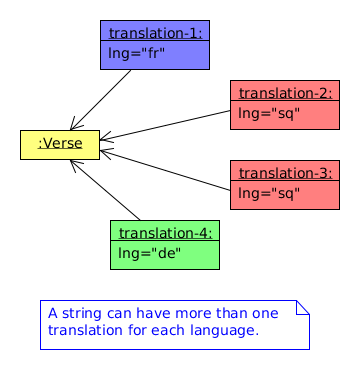 translation-1:
lng="fr"
translation-2:
lng="sq"
:Verse
translation-3:
lng="sq"
translation-4:
lng="de"
A string can have more than one
translation for each language.